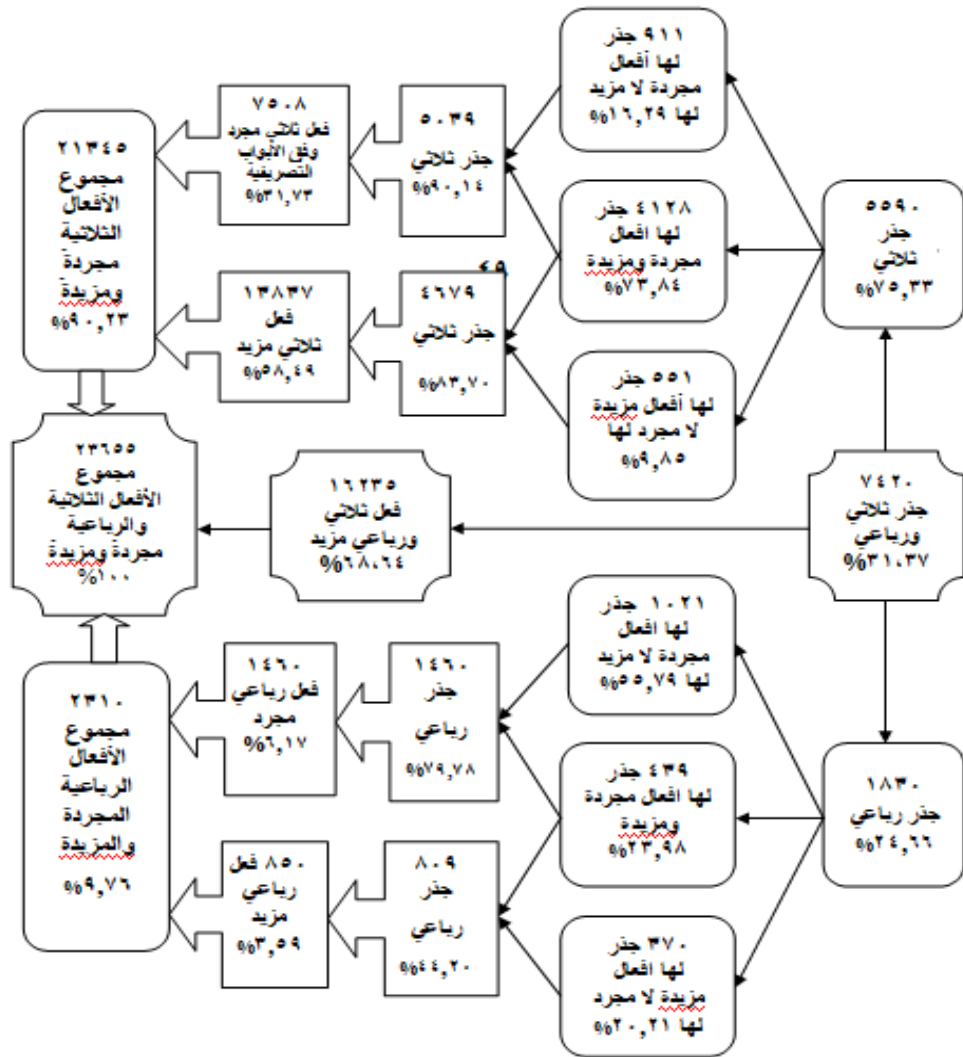 ٩١١ جذر
لها أفعال
مجردة لا مزيد
لها ١٦,٢٩%
٧٥٠٨
فعل ثلاثي مجرد
وفق الأبواب
التصريفية
٣١,٧٣%
٥٠٣٩
جذر ثلاثي
٩٠,١٤%
٢١٣٤٥
مجموع
الأفعال
الثلاثية
مجردة
ومزيدة
٩٠,٢٣%
٤١٢٨ جذر
لها افعال
مجردة ومزيدة
٧٣,٨٤%
٥٥٩٠
جذر
ثلاثي
٧٥,٣٣%
٤٦٧٩
جذر ثلاثي
٨٣,٧٠%
١٣٨٣٧
فعل
ثلاثي مزيد
٥٨,٤٩%
٥٥١ جذر
لها أفعال مزيدة
لا مجرد لها
٩,٨٥%
٧٤٢٠
جذر ثلاثي
ورباعي
٣١،٣٧%
١٦٢٣٥
فعل ثلاثي
ورباعي مزيد
٦٨،٦٤%
٢٣٦٥٥
مجموع
الأفعال الثلاثية
والرباعية
مجردة ومزيدة
١٠٠%
١٠٢١ جذر
لها افعال
مجردة لا مزيد
لها ٥٥,٧٩%
١٤٦٠
جذر
رباعي
٧٩,٧٨%
١٤٦٠
فعل رباعي
مجرد
٦,١٧%
٢٣١٠
مجموع
الأفعال
الرباعية
المجردة
والمزيدة
٩,٧٦%
١٨٣٠
جذر رباعي
٢٤,٦٦%
٤٣٩ جذر
لها افعال مجردة
ومزيدة
٢٣,٩٨%
٨٠٩
جذر
رباعي
٤٤,٢٠%
٨٥٠ فعل
رباعي
مزيد
٣,٥٩%
٣٧٠ جذر
لها افعال
مزيدة لا مجرد
لها ٢٠,٢١%